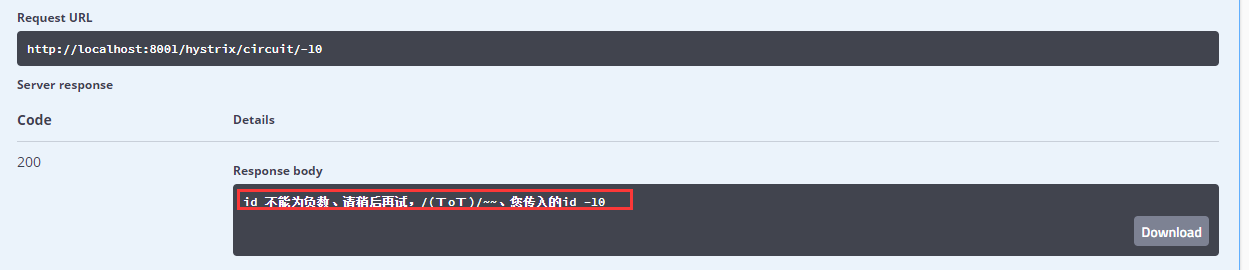 Request URL
http://localhost:8001/hystrix/circuit/-10
Server response
Code Details
200
Response body
id 不能为负数、请稍后再试，/(ㄒoㄒ)/~~、您传入的id -10
Download